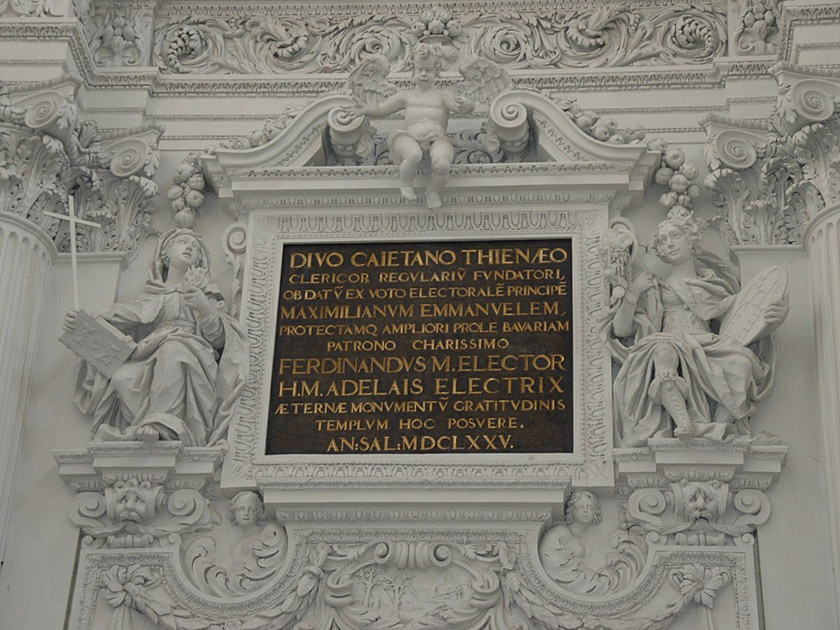 DIVO CAIETANO THIENÆO
CLERICOR REGVLARIV̄ FVNDATORI,
OB DATV̄ EX VOTO ELECTORALĒ PRINCIPĒ
MAXIMILIANVM EMMANVELEM,
PROTECTAMQ AMPLIORI PROLE BAVARIAM
PATRONO CHARISSIMO
FERDINANDVS M. ELECTOR
H.M. ADELAIS ELECTRIX
ÆTERNÆ MONVMENTV̄ GRATITVDINIS
TEMPLVM HOC POSVERE.
AN:SAL:MDCLXXV.